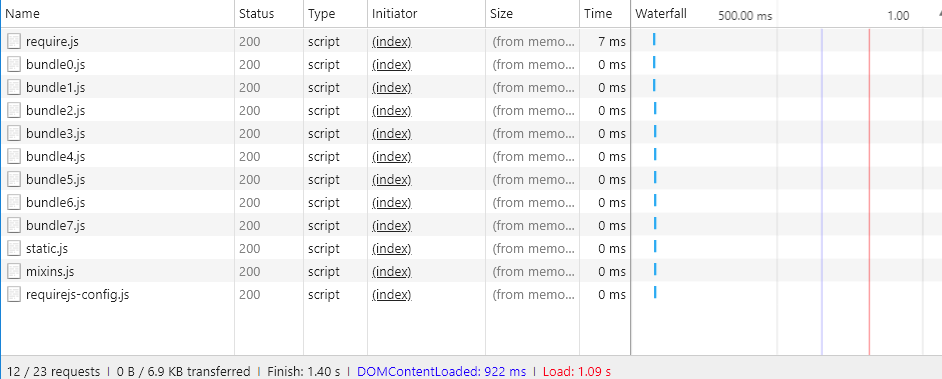 Name Status Type Initiator Size Time Waterfall 500.00 ms 1.00
require.js 200 script (index) (from memo... 7 ms
bundle0.js 200 script (index) (from memo... 0 ms
bundle1.js 200 script (index) (from memo... 0 ms
bundle2.js 200 script (index) (from memo... 0 ms
bundle3.js 200 script (index) (from memo... 0 ms
bundle4.js 200 script (index) (from memo... 0 ms
bundle5.js 200 script (index) (from memo... 0 ms
bundle6.js 200 script (index) (from memo... 0 ms
bundle7.js 200 script (index) (from memo... 0 ms
static.js 200 script (index) (from memo... 0 ms
mixins.js 200 script (index) (from memo... 0 ms
requirejs-config.js 200 script (index) (from memo... 0 ms
12 / 23 requests | 0 B / 6.9 KB transferred | Finish: 1.40 s | DOMContentLoaded: 922 ms | Load: 1.09 s